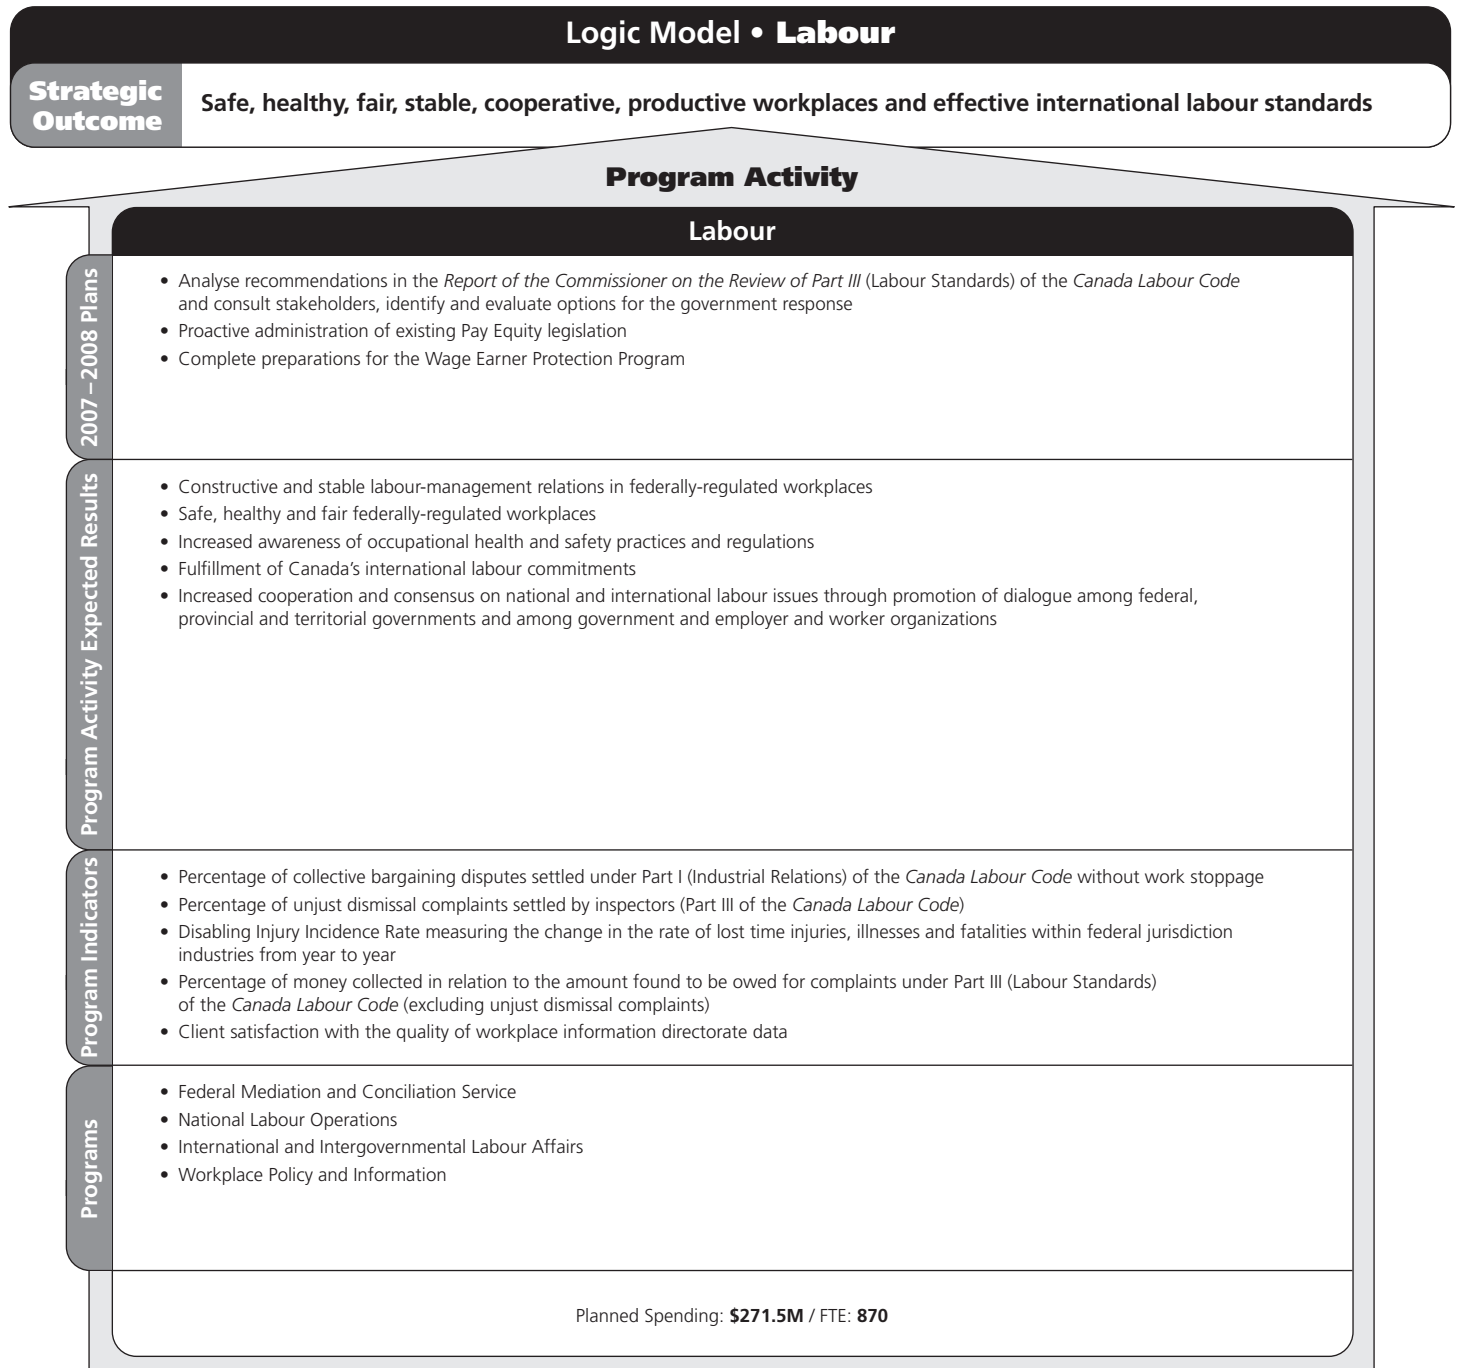 Logic Model • Labour
Strategic
Outcome
Safe, healthy, fair, stable, cooperative, productive workplaces and effective international labour standards
Program Activity
Labour
2007–2008 Plans
• Analyse recommendations in the Report of the Commissioner on the Review of Part III (Labour Standards) of the Canada Labour Code
and consult stakeholders, identify and evaluate options for the government response
• Proactive administration of existing Pay Equity legislation
• Complete preparations for the Wage Earner Protection Program
Program Activity Expected Results
• Constructive and stable labour-management relations in federally-regulated workplaces
• Safe, healthy and fair federally-regulated workplaces
• Increased awareness of occupational health and safety practices and regulations
• Fulfillment of Canada’s international labour commitments
• Increased cooperation and consensus on national and international labour issues through promotion of dialogue among federal,
provincial and territorial governments and among government and employer and worker organizations
Program Indicators
• Percentage of collective bargaining disputes settled under Part I (Industrial Relations) of the Canada Labour Code without work stoppage
• Percentage of unjust dismissal complaints settled by inspectors (Part III of the Canada Labour Code)
• Disabling Injury Incidence Rate measuring the change in the rate of lost time injuries, illnesses and fatalities within federal jurisdiction
industries from year to year
• Percentage of money collected in relation to the amount found to be owed for complaints under Part III (Labour Standards)
of the Canada Labour Code (excluding unjust dismissal complaints)
• Client satisfaction with the quality of workplace information directorate data
Programs
• Federal Mediation and Conciliation Service
• National Labour Operations
• International and Intergovernmental Labour Affairs
• Workplace Policy and Information
Planned Spending: $271.5M / FTE: 870